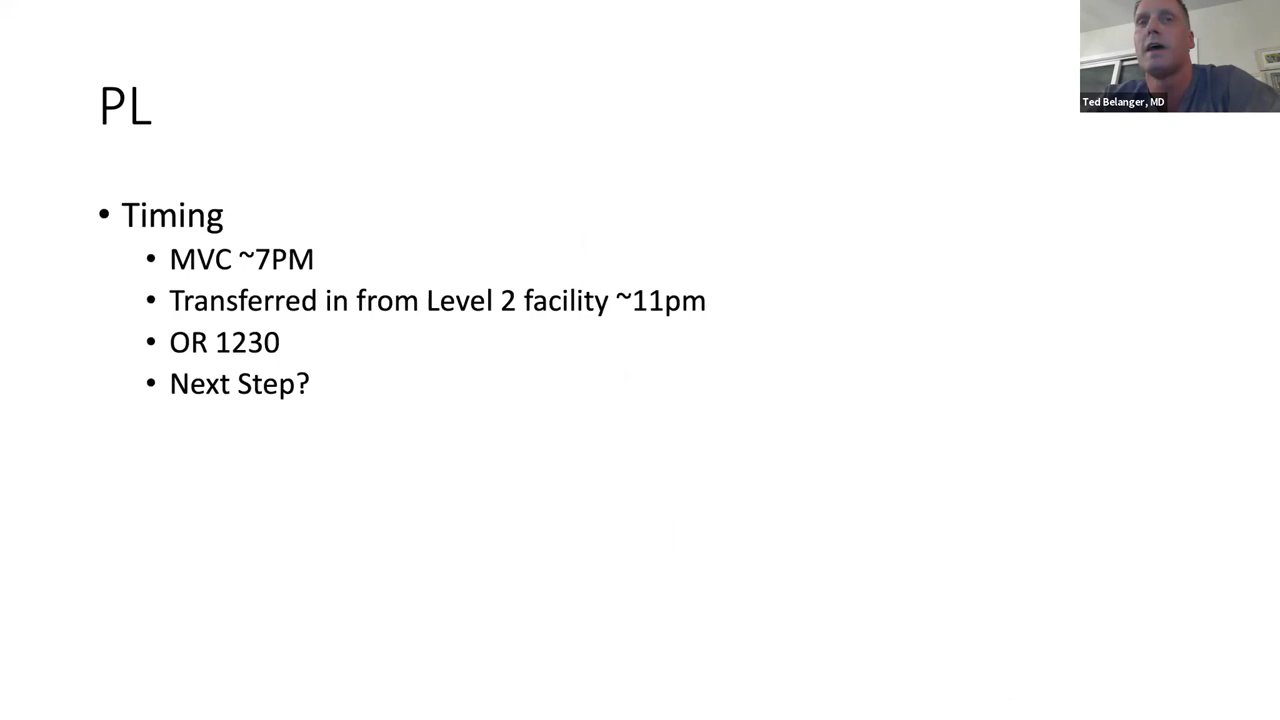 PL
Ted Belanger, MD
• Timing
• MVC ~7PM
• Transferred in from Level 2 facility ~11pm
• OR 1230
• Next Step?